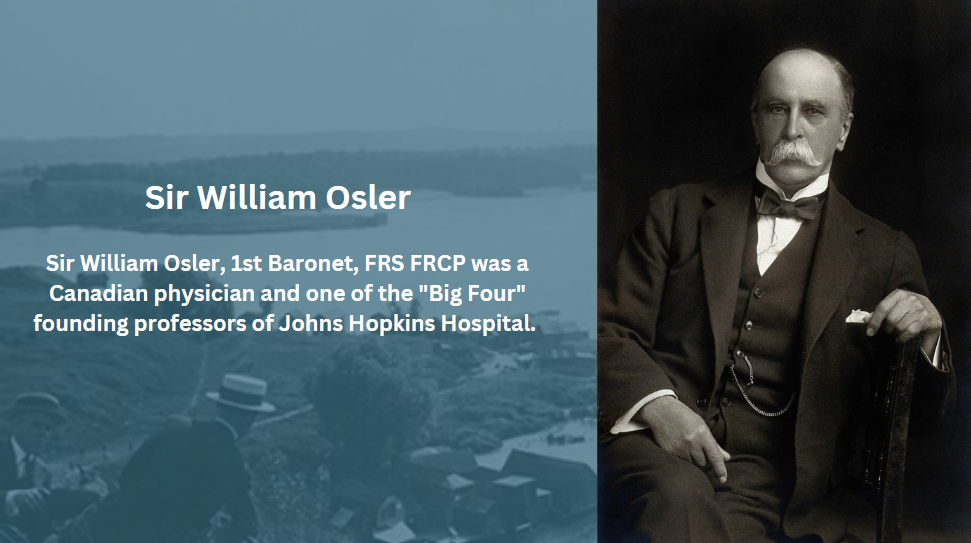 Sir William Osler
Sir William Osler, 1st Baronet, FRS FRCP was a
Canadian physician and one of the "Big Four"
founding professors of Johns Hopkins Hospital.